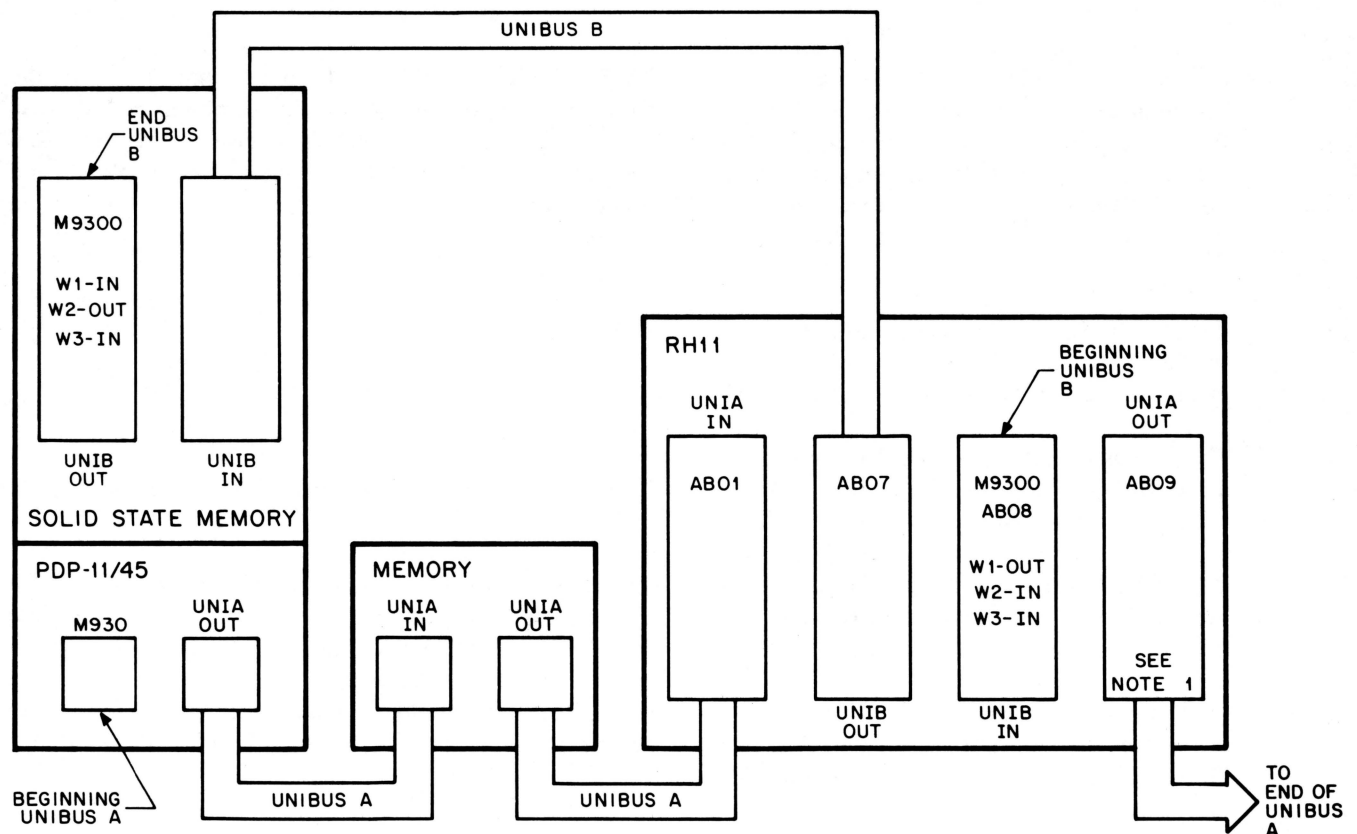 UNIBUS B
END
UNIBUS
B
M9300
W1-IN
W2-OUT
W3-IN
UNIB
OUT
UNIB
IN
SOLID STATE MEMORY
PDP-11/45
M930
UNIA
OUT
BEGINNING
UNIBUS A
UNIBUS A
MEMORY
UNIA
IN
UNIA
OUT
UNIBUS A
RH11
UNIA
IN
AB01
AB07
UNIB
OUT
BEGINNING
UNIBUS
B
M9300
AB08
W1-OUT
W2-IN
W3-IN
UNIB
IN
UNIA
OUT
AB09
SEE
NOTE 1
TO
END OF
UNIBUS
A